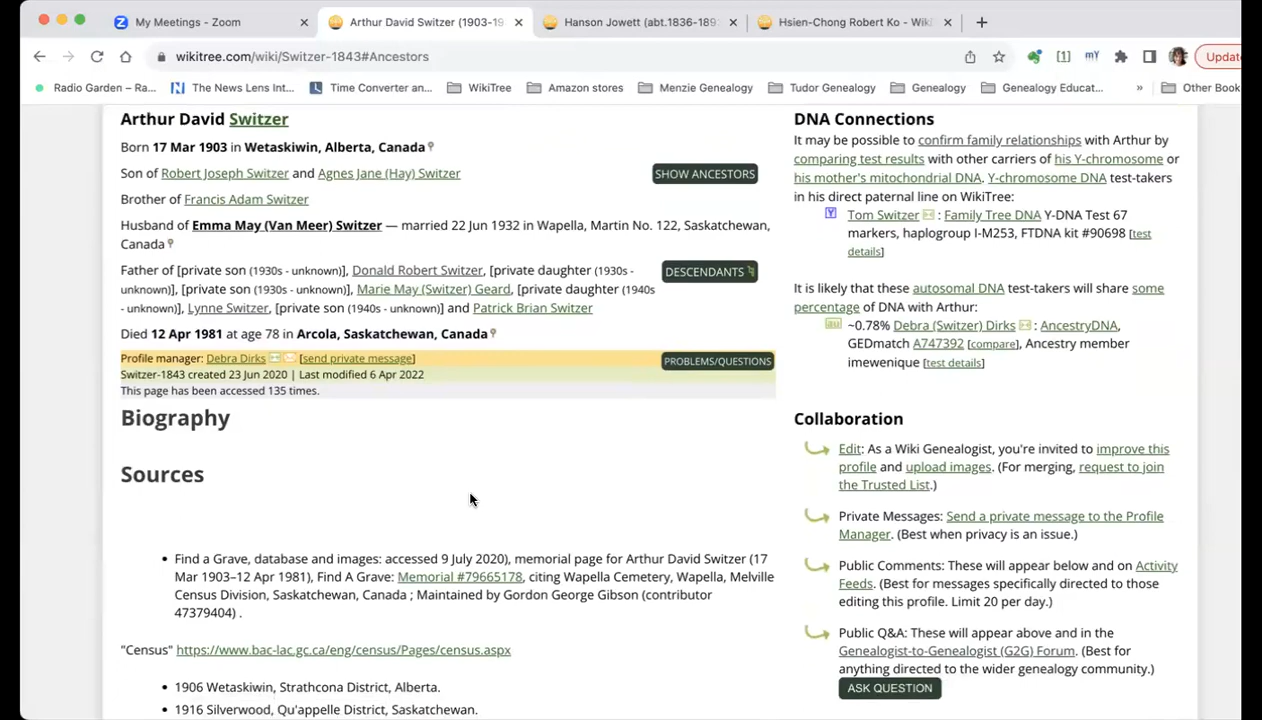 My Meetings - Zoom
Arthur David Switzer (1903-19
Hanson Jowett (abt.1836-189
Hsien-Chong Robert Ko - Wiki
wikitree.com/wiki/Switzer-1843#Ancestors
[1]
mY
Update
Radio Garden – Ra...
The News Lens Int...
Time Converter an...
WikiTree
Amazon stores
Menzie Genealogy
Tudor Genealogy
Genealogy
Genealogy Educat...
»
Other Book
Arthur David Switzer
Born 17 Mar 1903 in Wetaskiwin, Alberta, Canada
Son of Robert Joseph Switzer and Agnes Jane (Hay) Switzer
SHOW ANCESTORS
Brother of Francis Adam Switzer
Husband of Emma May (Van Meer) Switzer — married 22 Jun 1932 in Wapella, Martin No. 122, Saskatchewan,
Canada
Father of [private son (1930s - unknown)], Donald Robert Switzer, [private daughter (1930s -
unknown)], [private son (1930s - unknown)], Marie May (Switzer) Geard, [private daughter (1940s
- unknown)], Lynne Switzer, [private son (1940s - unknown)] and Patrick Brian Switzer
DESCENDANTS
Died 12 Apr 1981 at age 78 in Arcola, Saskatchewan, Canada
Profile manager: Debra Dirks [send private message]
PROBLEMS/QUESTIONS
Switzer-1843 created 23 Jun 2020 | Last modified 6 Apr 2022
This page has been accessed 135 times.
Biography
Sources
• Find a Grave, database and images: accessed 9 July 2020), memorial page for Arthur David Switzer (17
Mar 1903–12 Apr 1981), Find A Grave: Memorial #79665178, citing Wapella Cemetery, Wapella, Melville
Census Division, Saskatchewan, Canada ; Maintained by Gordon George Gibson (contributor
47379404) .
"Census" https://www.bac-lac.gc.ca/eng/census/Pages/census.aspx
• 1906 Wetaskiwin, Strathcona District, Alberta.
• 1916 Silverwood, Qu'appelle District, Saskatchewan.
DNA Connections
It may be possible to confirm family relationships with Arthur by
comparing test results with other carriers of his Y-chromosome or
his mother's mitochondrial DNA. Y-chromosome DNA test-takers
in his direct paternal line on WikiTree:
Tom Switzer : Family Tree DNA Y-DNA Test 67
markers, haplogroup I-M253, FTDNA kit #90698 [test
details]
It is likely that these autosomal DNA test-takers will share some
percentage of DNA with Arthur:
~0.78% Debra (Switzer) Dirks : AncestryDNA,
GEDmatch A747392 [compare], Ancestry member
imewenique [test details]
Collaboration
Edit: As a Wiki Genealogist, you're invited to improve this
profile and upload images. (For merging, request to join
the Trusted List.)
Private Messages: Send a private message to the Profile
Manager. (Best when privacy is an issue.)
Public Comments: These will appear below and on Activity
Feeds. (Best for messages specifically directed to those
editing this profile. Limit 20 per day.)
Public Q&A: These will appear above and in the
Genealogist-to-Genealogist (G2G) Forum. (Best for
anything directed to the wider genealogy community.)
ASK QUESTION